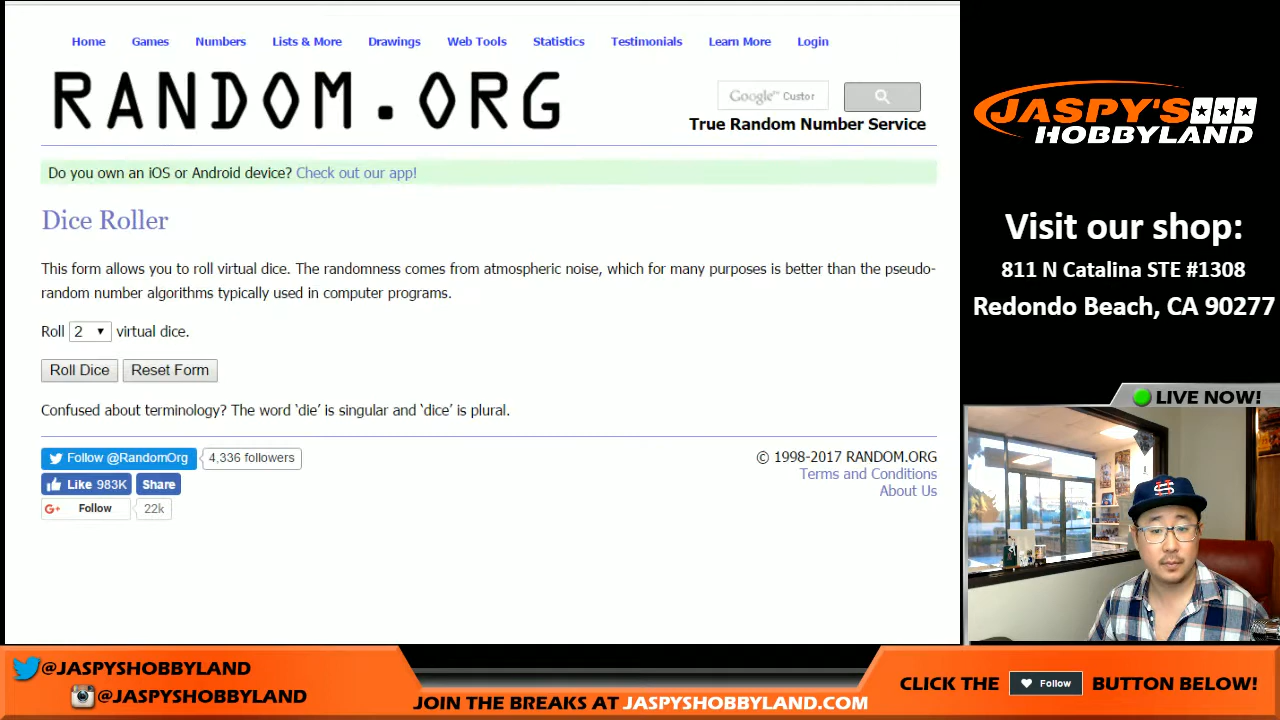 Home Games Numbers Lists & More Drawings Web Tools Statistics Testimonials Learn More Login
RANDOM.ORG
Google™ Custor
True Random Number Service
Do you own an iOS or Android device? Check out our app!
Dice Roller
This form allows you to roll virtual dice. The randomness comes from atmospheric noise, which for many purposes is better than the pseudo-
random number algorithms typically used in computer programs.
Roll 2 virtual dice.
Roll Dice Reset Form
Confused about terminology? The word 'die' is singular and 'dice' is plural.
Follow @RandomOrg 4,336 followers
Like 983K Share
G+ Follow 22k
© 1998-2017 RANDOM.ORG
Terms and Conditions
About Us
JASPY'S
HOBBYLAND
Visit our shop:
811 N Catalina STE #1308
Redondo Beach, CA 90277
LIVE NOW!
@JASPYSHOBBYLAND
@JASPYSHOBBYLAND
JOIN THE BREAKS AT JASPYSHOBBYLAND.COM
CLICK THE Follow BUTTON BELOW!